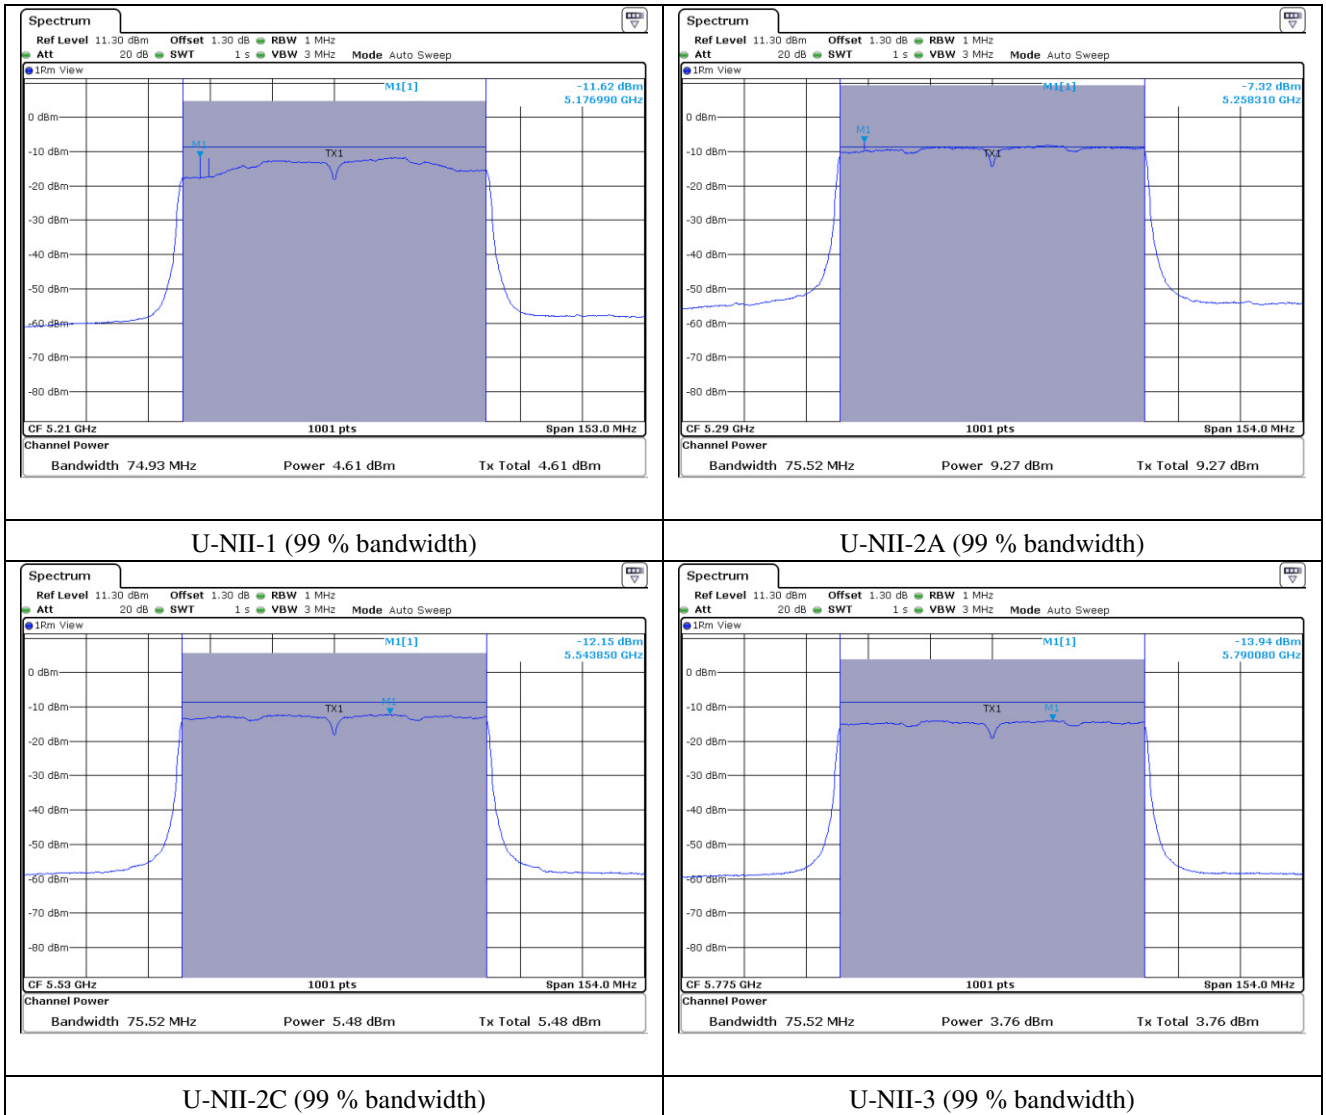 Spectrum
Ref Level 11.30 dBm Offset 1.30 dB RBW 1 MHz
Att 20 dB SWT 1 s VBW 3 MHz Mode Auto Sweep
1Rm View
M1[1] -11.62 dBm
5.176990 GHz
0 dBm
M1
-10 dBm
TX1
-20 dBm
-30 dBm
-40 dBm
-50 dBm
-60 dBm
-70 dBm
-80 dBm
CF 5.21 GHz 1001 pts Span 153.0 MHz
Channel Power
Bandwidth 74.93 MHz Power 4.61 dBm Tx Total 4.61 dBm
U-NII-1 (99 % bandwidth)
Spectrum
Ref Level 11.30 dBm Offset 1.30 dB RBW 1 MHz
Att 20 dB SWT 1 s VBW 3 MHz Mode Auto Sweep
1Rm View
M1[1] -7.32 dBm
5.258310 GHz
0 dBm
M1
-10 dBm
TX1
-20 dBm
-30 dBm
-40 dBm
-50 dBm
-60 dBm
-70 dBm
-80 dBm
CF 5.29 GHz 1001 pts Span 154.0 MHz
Channel Power
Bandwidth 75.52 MHz Power 9.27 dBm Tx Total 9.27 dBm
U-NII-2A (99 % bandwidth)
Spectrum
Ref Level 11.30 dBm Offset 1.30 dB RBW 1 MHz
Att 20 dB SWT 1 s VBW 3 MHz Mode Auto Sweep
1Rm View
M1[1] -12.15 dBm
5.543850 GHz
0 dBm
M1
-10 dBm
TX1
-20 dBm
-30 dBm
-40 dBm
-50 dBm
-60 dBm
-70 dBm
-80 dBm
CF 5.53 GHz 1001 pts Span 154.0 MHz
Channel Power
Bandwidth 75.52 MHz Power 5.48 dBm Tx Total 5.48 dBm
U-NII-2C (99 % bandwidth)
Spectrum
Ref Level 11.30 dBm Offset 1.30 dB RBW 1 MHz
Att 20 dB SWT 1 s VBW 3 MHz Mode Auto Sweep
1Rm View
M1[1] -13.94 dBm
5.790080 GHz
0 dBm
-10 dBm
TX1 M1
-20 dBm
-30 dBm
-40 dBm
-50 dBm
-60 dBm
-70 dBm
-80 dBm
CF 5.775 GHz 1001 pts Span 154.0 MHz
Channel Power
Bandwidth 75.52 MHz Power 3.76 dBm Tx Total 3.76 dBm
U-NII-3 (99 % bandwidth)